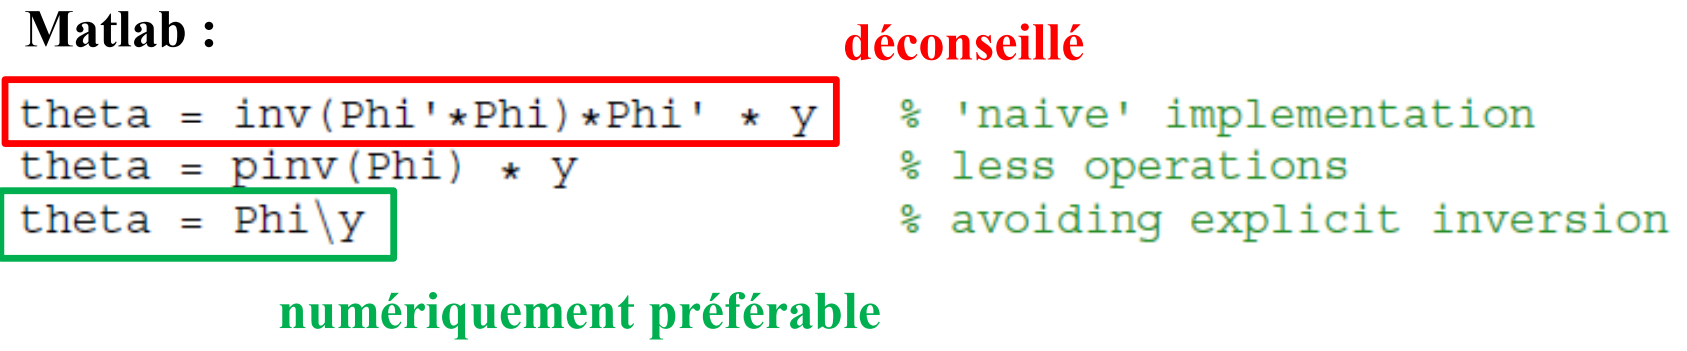 Matlab :
déconseillé
theta = inv(Phi'*Phi)*Phi' * y % 'naive' implementation
theta = pinv(Phi) * y % less operations
theta = Phi\y % avoiding explicit inversion
numériquement préférable